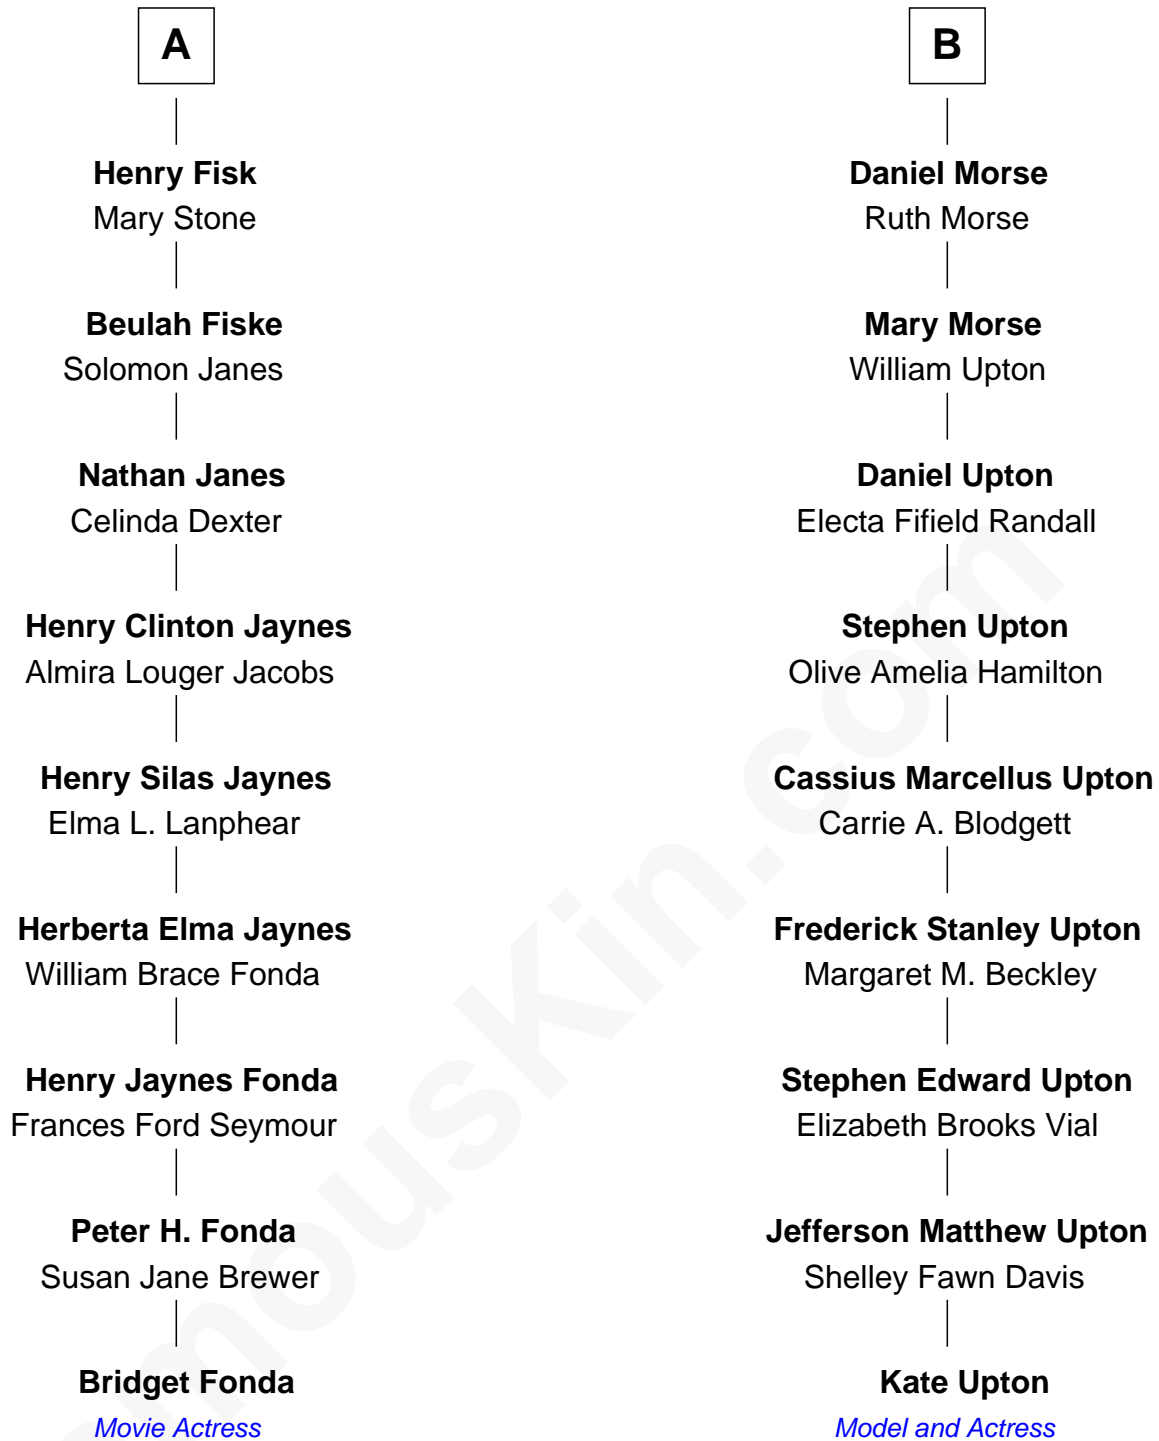 A
Henry Fisk
Mary Stone
Beulah Fiske
Solomon Janes
Nathan Janes
Celinda Dexter
Henry Clinton Jaynes
Almira Louger Jacobs
Henry Silas Jaynes
Elma L. Lanphear
Herberta Elma Jaynes
William Brace Fonda
Henry Jaynes Fonda
Frances Ford Seymour
Peter H. Fonda
Susan Jane Brewer
Bridget Fonda
Movie Actress
B
Daniel Morse
Ruth Morse
Mary Morse
William Upton
Daniel Upton
Electa Fifield Randall
Stephen Upton
Olive Amelia Hamilton
Cassius Marcellus Upton
Carrie A. Blodgett
Frederick Stanley Upton
Margaret M. Beckley
Stephen Edward Upton
Elizabeth Brooks Vial
Jefferson Matthew Upton
Shelley Fawn Davis
Kate Upton
Model and Actress
mousKin.com